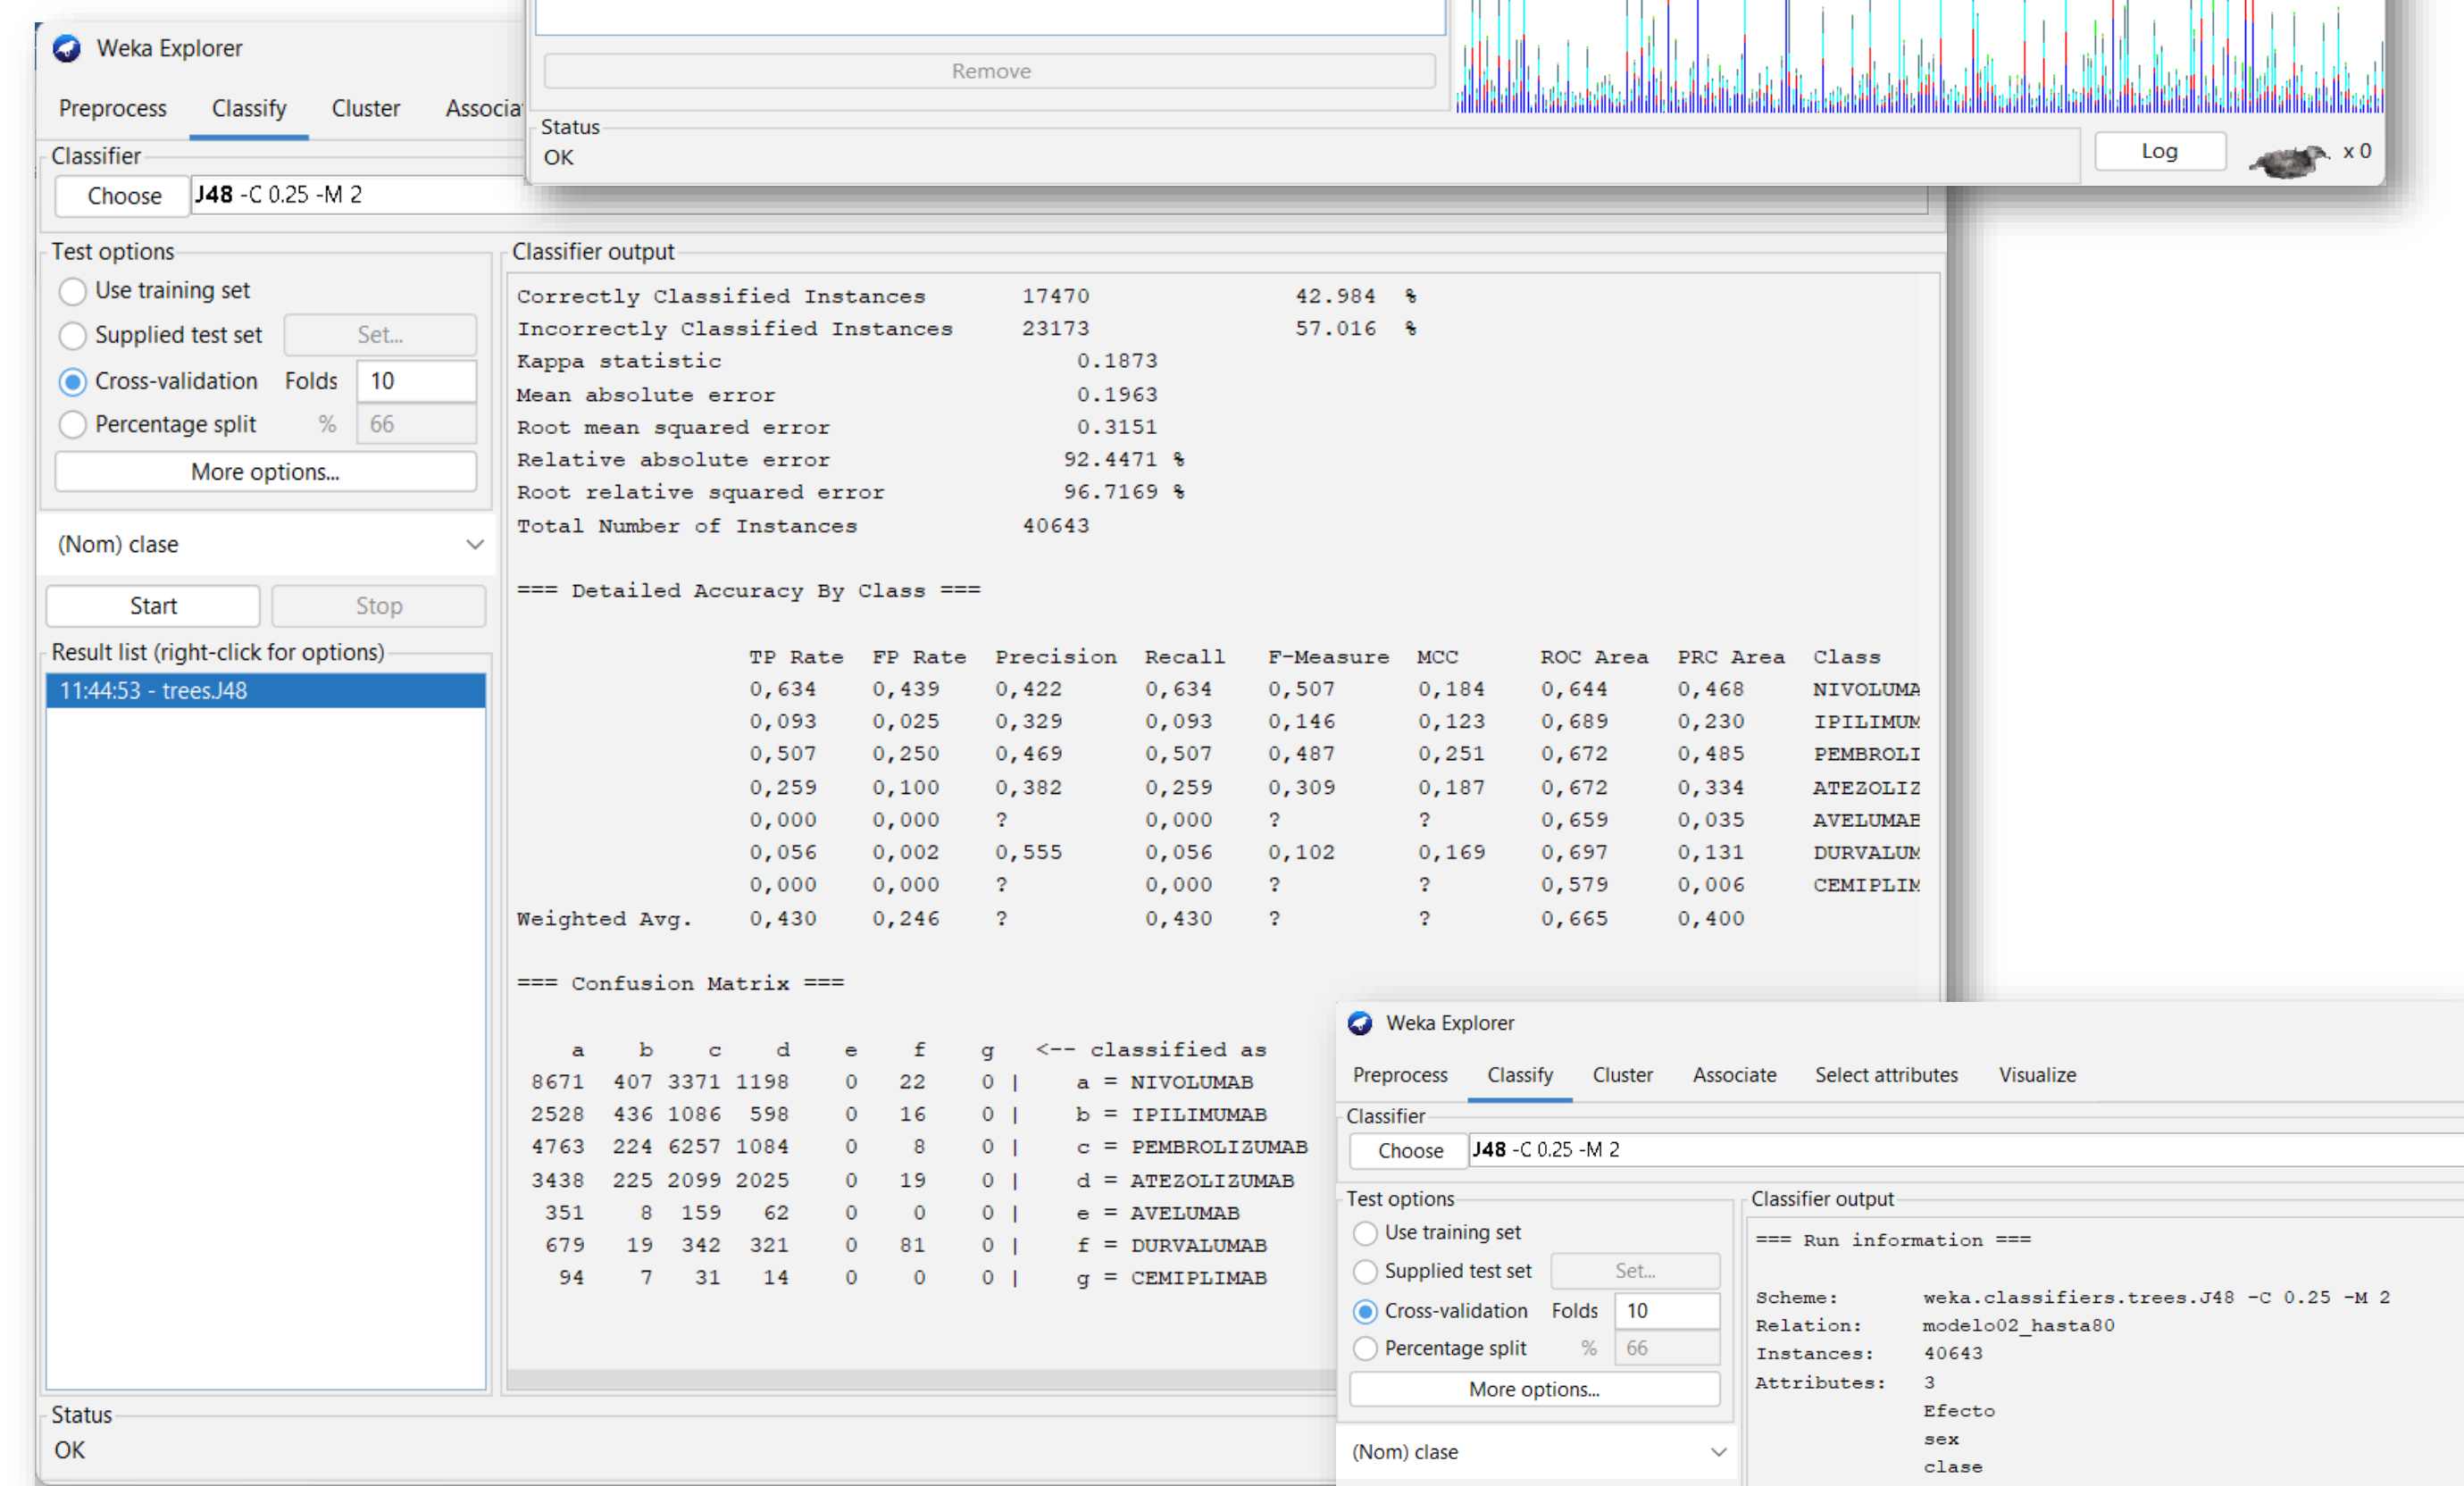 Remove
Status
OK
Log
x 0
Weka Explorer
Preprocess Classify Cluster Associa
Classifier
Choose J48 -C 0.25 -M 2
Test options
Use training set
Supplied test set Set...
Cross-validation Folds 10
Percentage split % 66
More options...
(Nom) clase
Start Stop
Result list (right-click for options)
11:44:53 - trees.J48
Status
OK
Classifier output
Correctly Classified Instances 17470 42.984 %
Incorrectly Classified Instances 23173 57.016 %
Kappa statistic 0.1873
Mean absolute error 0.1963
Root mean squared error 0.3151
Relative absolute error 92.4471 %
Root relative squared error 96.7169 %
Total Number of Instances 40643
=== Detailed Accuracy By Class ===
TP Rate FP Rate Precision Recall F-Measure MCC ROC Area PRC Area Class
0,634 0,439 0,422 0,634 0,507 0,184 0,644 0,468 NIVOLUMA
0,093 0,025 0,329 0,093 0,146 0,123 0,689 0,230 IPILIMUM
0,507 0,250 0,469 0,507 0,487 0,251 0,672 0,485 PEMBROLI
0,259 0,100 0,382 0,259 0,309 0,187 0,672 0,334 ATEZOLIZ
0,000 0,000 ? 0,000 ? ? 0,659 0,035 AVELUMAB
0,056 0,002 0,555 0,056 0,102 0,169 0,697 0,131 DURVALUM
0,000 0,000 ? 0,000 ? ? 0,579 0,006 CEMIPLIM
Weighted Avg. 0,430 0,246 ? 0,430 ? ? 0,665 0,400
=== Confusion Matrix ===
a b c d e f g <-- classified as
8671 407 3371 1198 0 22 0 | a = NIVOLUMAB
2528 436 1086 598 0 16 0 | b = IPILIMUMAB
4763 224 6257 1084 0 8 0 | c = PEMBROLIZUMAB
3438 225 2099 2025 0 19 0 | d = ATEZOLIZUMAB
351 8 159 62 0 0 0 | e = AVELUMAB
679 19 342 321 0 81 0 | f = DURVALUMAB
94 7 31 14 0 0 0 | g = CEMIPLIMAB
Weka Explorer
Preprocess Classify Cluster Associate Select attributes Visualize
Classifier
Choose J48 -C 0.25 -M 2
Test options
Use training set
Supplied test set Set...
Cross-validation Folds 10
Percentage split % 66
More options...
(Nom) clase
Classifier output
=== Run information ===
Scheme: weka.classifiers.trees.J48 -C 0.25 -M 2
Relation: modelo02_hasta80
Instances: 40643
Attributes: 3
Efecto
sex
clase